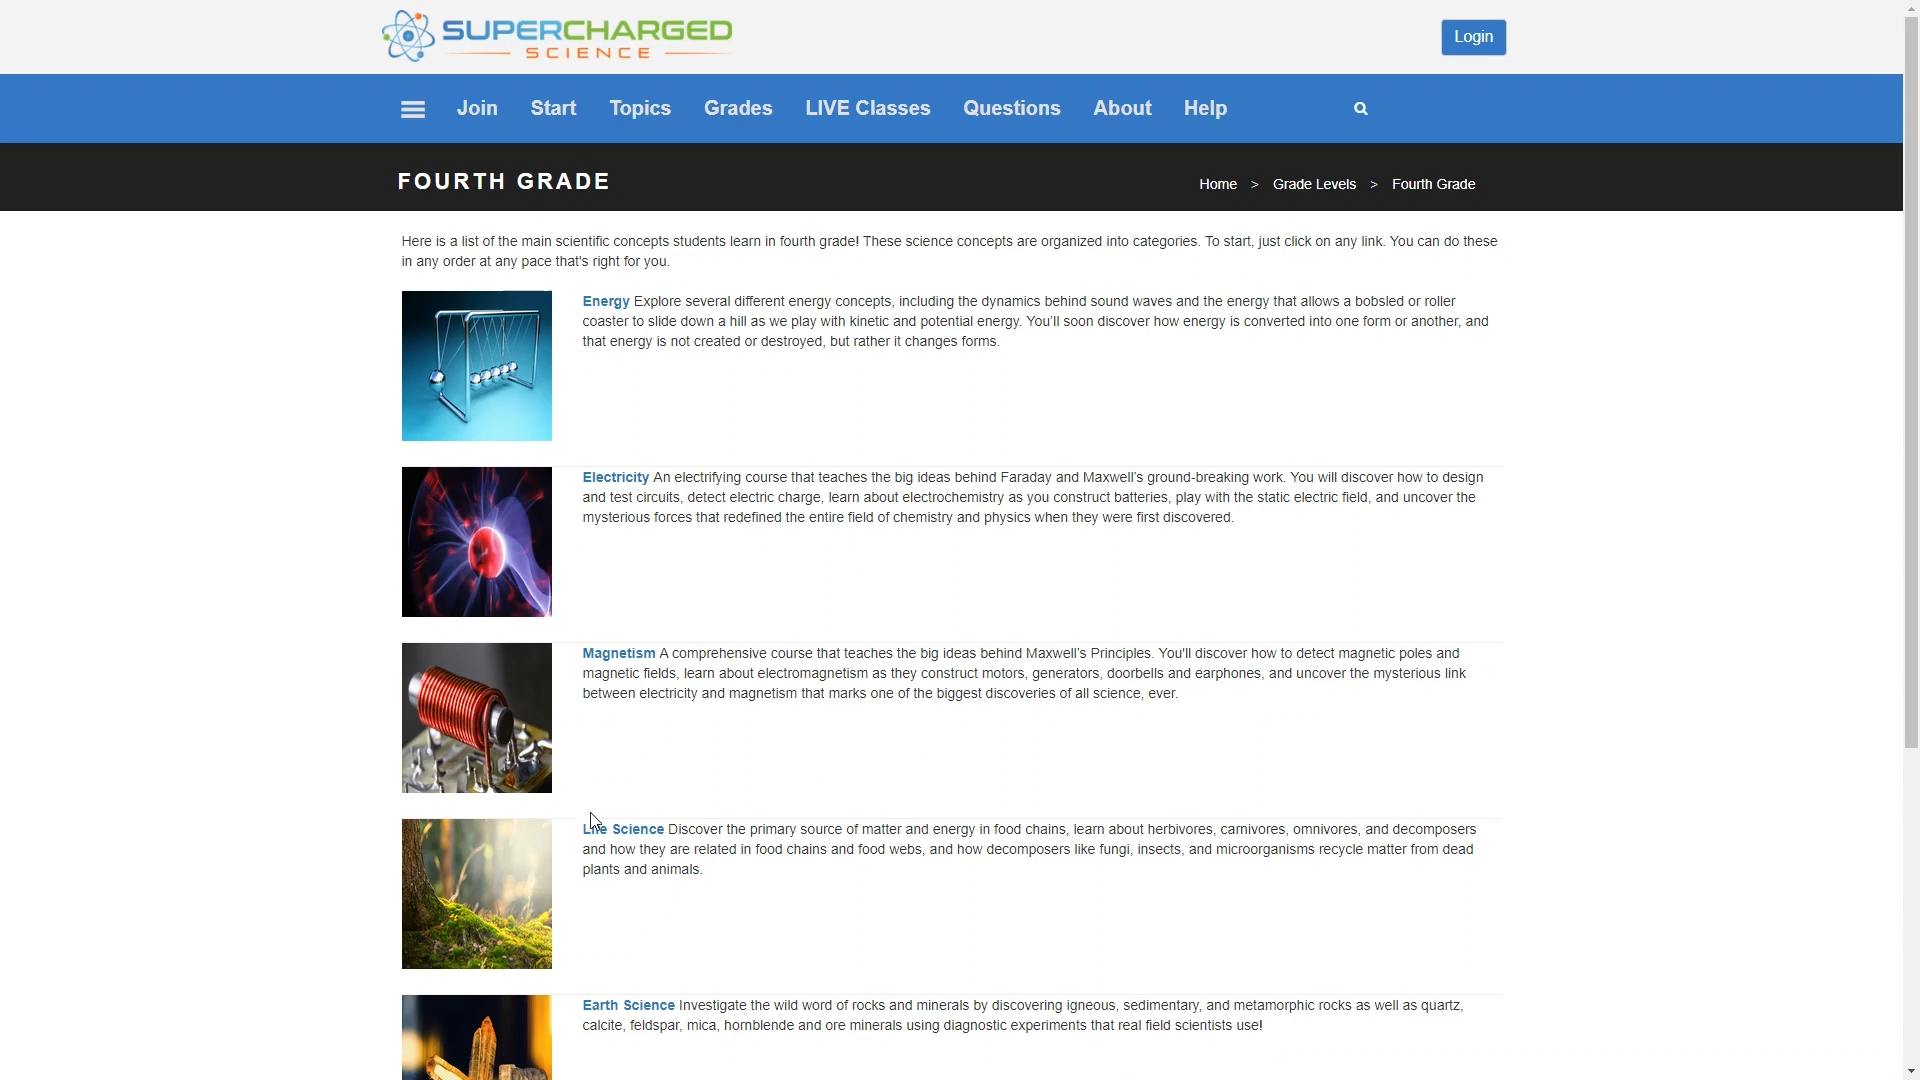 SUPERCHARGED
SCIENCE
Login
Join Start Topics Grades LIVE Classes Questions About Help
FOURTH GRADE
Home > Grade Levels > Fourth Grade
Here is a list of the main scientific concepts students learn in fourth grade! These science concepts are organized into categories. To start, just click on any link. You can do these
in any order at any pace that's right for you.
Energy Explore several different energy concepts, including the dynamics behind sound waves and the energy that allows a bobsled or roller
coaster to slide down a hill as we play with kinetic and potential energy. You'll soon discover how energy is converted into one form or another, and
that energy is not created or destroyed, but rather it changes forms.
Electricity An electrifying course that teaches the big ideas behind Faraday and Maxwell's ground-breaking work. You will discover how to design
and test circuits, detect electric charge, learn about electrochemistry as you construct batteries, play with the static electric field, and uncover the
mysterious forces that redefined the entire field of chemistry and physics when they were first discovered.
Magnetism A comprehensive course that teaches the big ideas behind Maxwell's Principles. You'll discover how to detect magnetic poles and
magnetic fields, learn about electromagnetism as they construct motors, generators, doorbells and earphones, and uncover the mysterious link
between electricity and magnetism that marks one of the biggest discoveries of all science, ever.
Life Science Discover the primary source of matter and energy in food chains, learn about herbivores, carnivores, omnivores, and decomposers
and how they are related in food chains and food webs, and how decomposers like fungi, insects, and microorganisms recycle matter from dead
plants and animals.
Earth Science Investigate the wild word of rocks and minerals by discovering igneous, sedimentary, and metamorphic rocks as well as quartz,
calcite, feldspar, mica, hornblende and ore minerals using diagnostic experiments that real field scientists use!